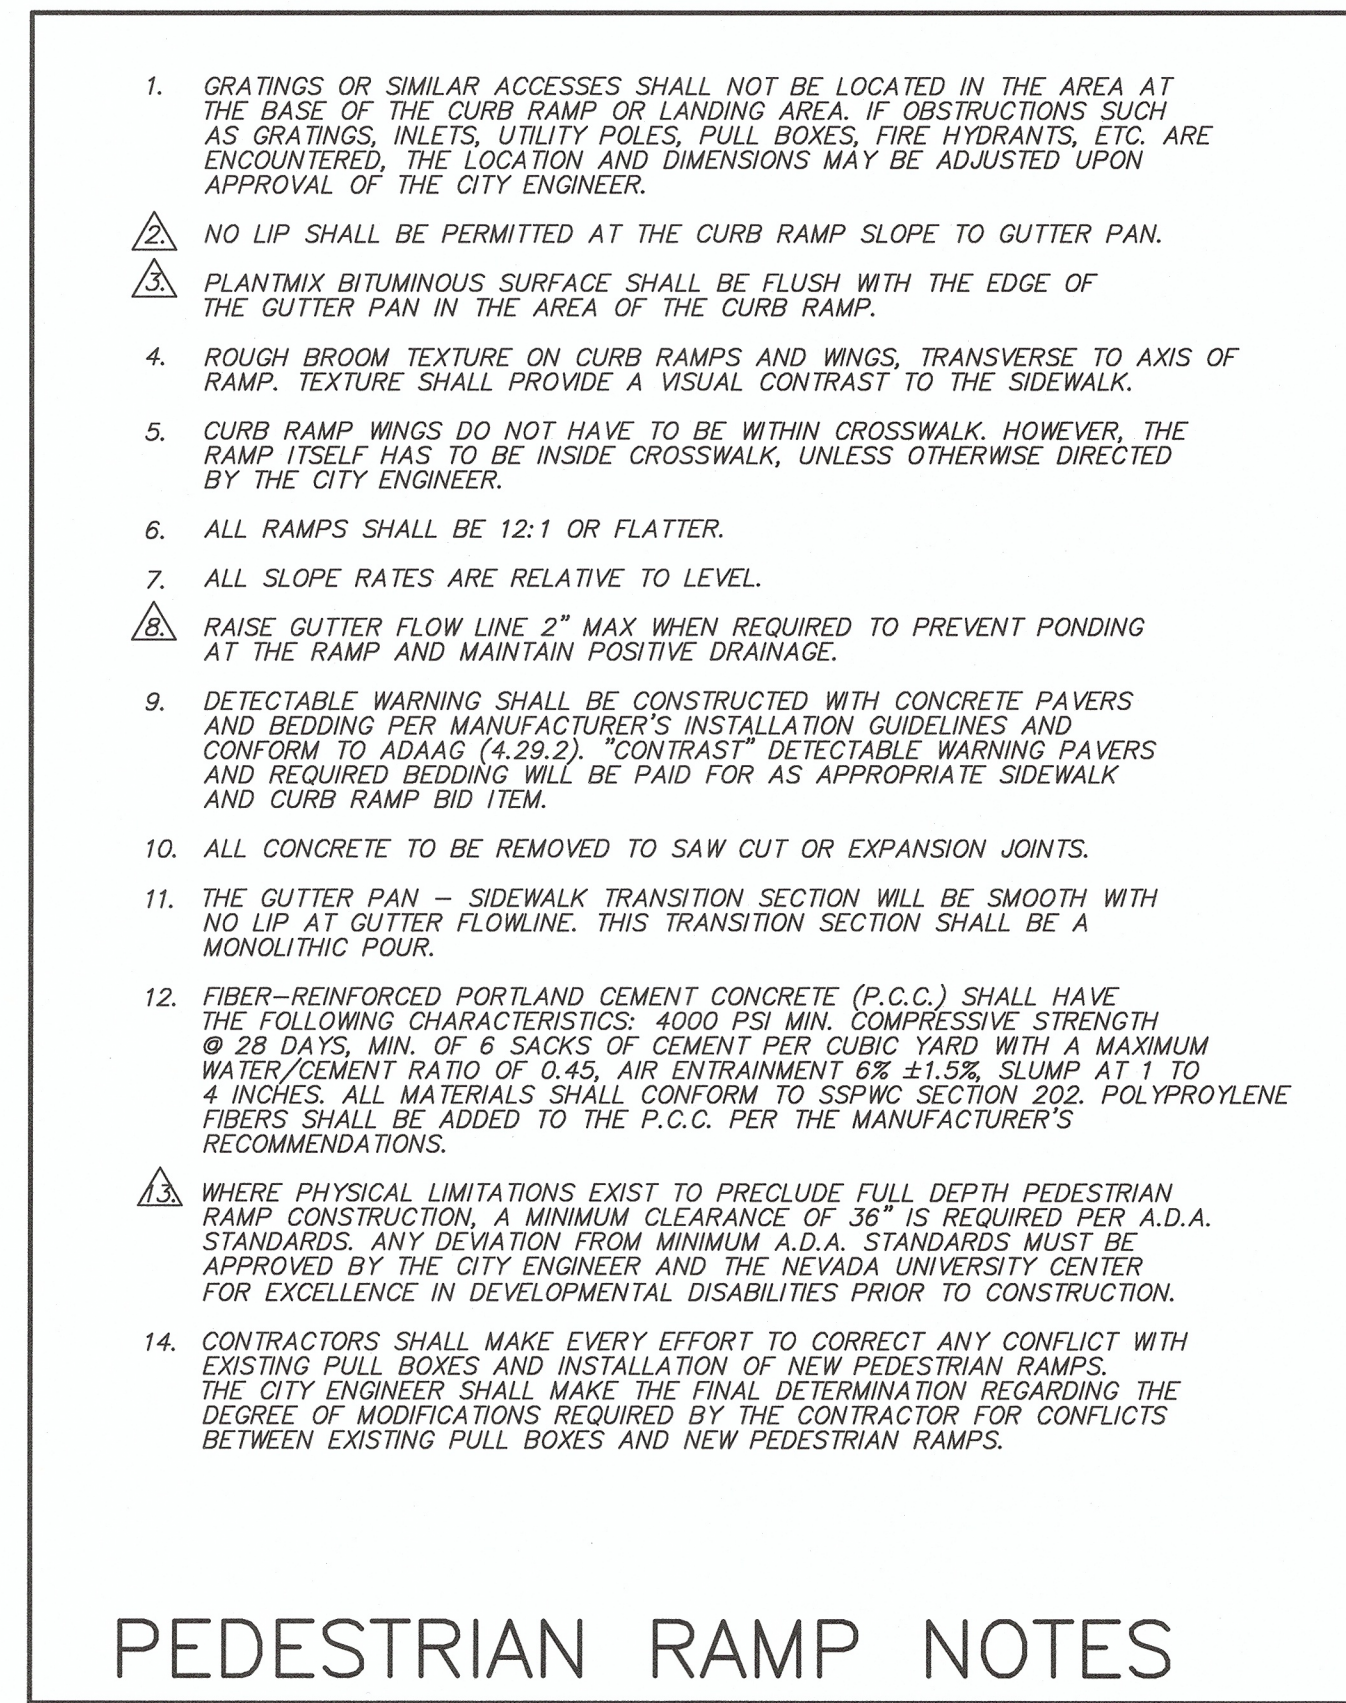 1. GRATINGS OR SIMILAR ACCESSES SHALL NOT BE LOCATED IN THE AREA AT
THE BASE OF THE CURB RAMP OR LANDING AREA. IF OBSTRUCTIONS SUCH
AS GRATINGS, INLETS, UTILITY POLES, PULL BOXES, FIRE HYDRANTS, ETC. ARE
ENCOUNTERED, THE LOCATION AND DIMENSIONS MAY BE ADJUSTED UPON
APPROVAL OF THE CITY ENGINEER.
2. NO LIP SHALL BE PERMITTED AT THE CURB RAMP SLOPE TO GUTTER PAN.
3. PLANTMIX BITUMINOUS SURFACE SHALL BE FLUSH WITH THE EDGE OF
THE GUTTER PAN IN THE AREA OF THE CURB RAMP.
4. ROUGH BROOM TEXTURE ON CURB RAMPS AND WINGS, TRANSVERSE TO AXIS OF
RAMP. TEXTURE SHALL PROVIDE A VISUAL CONTRAST TO THE SIDEWALK.
5. CURB RAMP WINGS DO NOT HAVE TO BE WITHIN CROSSWALK. HOWEVER, THE
RAMP ITSELF HAS TO BE INSIDE CROSSWALK, UNLESS OTHERWISE DIRECTED
BY THE CITY ENGINEER.
6. ALL RAMPS SHALL BE 12:1 OR FLATTER.
7. ALL SLOPE RATES ARE RELATIVE TO LEVEL.
8. RAISE GUTTER FLOW LINE 2" MAX WHEN REQUIRED TO PREVENT PONDING
AT THE RAMP AND MAINTAIN POSITIVE DRAINAGE.
9. DETECTABLE WARNING SHALL BE CONSTRUCTED WITH CONCRETE PAVERS
AND BEDDING PER MANUFACTURER'S INSTALLATION GUIDELINES AND
CONFORM TO ADAAG (4.29.2). "CONTRAST" DETECTABLE WARNING PAVERS
AND REQUIRED BEDDING WILL BE PAID FOR AS APPROPRIATE SIDEWALK
AND CURB RAMP BID ITEM.
10. ALL CONCRETE TO BE REMOVED TO SAW CUT OR EXPANSION JOINTS.
11. THE GUTTER PAN – SIDEWALK TRANSITION SECTION WILL BE SMOOTH WITH
NO LIP AT GUTTER FLOWLINE. THIS TRANSITION SECTION SHALL BE A
MONOLITHIC POUR.
12. FIBER–REINFORCED PORTLAND CEMENT CONCRETE (P.C.C.) SHALL HAVE
THE FOLLOWING CHARACTERISTICS: 4000 PSI MIN. COMPRESSIVE STRENGTH
@ 28 DAYS, MIN. OF 6 SACKS OF CEMENT PER CUBIC YARD WITH A MAXIMUM
WATER/CEMENT RATIO OF 0.45, AIR ENTRAINMENT 6% ±1.5%, SLUMP AT 1 TO
4 INCHES. ALL MATERIALS SHALL CONFORM TO SSPWC SECTION 202. POLYPROYLENE
FIBERS SHALL BE ADDED TO THE P.C.C. PER THE MANUFACTURER'S
RECOMMENDATIONS.
13. WHERE PHYSICAL LIMITATIONS EXIST TO PRECLUDE FULL DEPTH PEDESTRIAN
RAMP CONSTRUCTION, A MINIMUM CLEARANCE OF 36" IS REQUIRED PER A.D.A.
STANDARDS. ANY DEVIATION FROM MINIMUM A.D.A. STANDARDS MUST BE
APPROVED BY THE CITY ENGINEER AND THE NEVADA UNIVERSITY CENTER
FOR EXCELLENCE IN DEVELOPMENTAL DISABILITIES PRIOR TO CONSTRUCTION.
14. CONTRACTORS SHALL MAKE EVERY EFFORT TO CORRECT ANY CONFLICT WITH
EXISTING PULL BOXES AND INSTALLATION OF NEW PEDESTRIAN RAMPS.
THE CITY ENGINEER SHALL MAKE THE FINAL DETERMINATION REGARDING THE
DEGREE OF MODIFICATIONS REQUIRED BY THE CONTRACTOR FOR CONFLICTS
BETWEEN EXISTING PULL BOXES AND NEW PEDESTRIAN RAMPS.
PEDESTRIAN RAMP NOTES